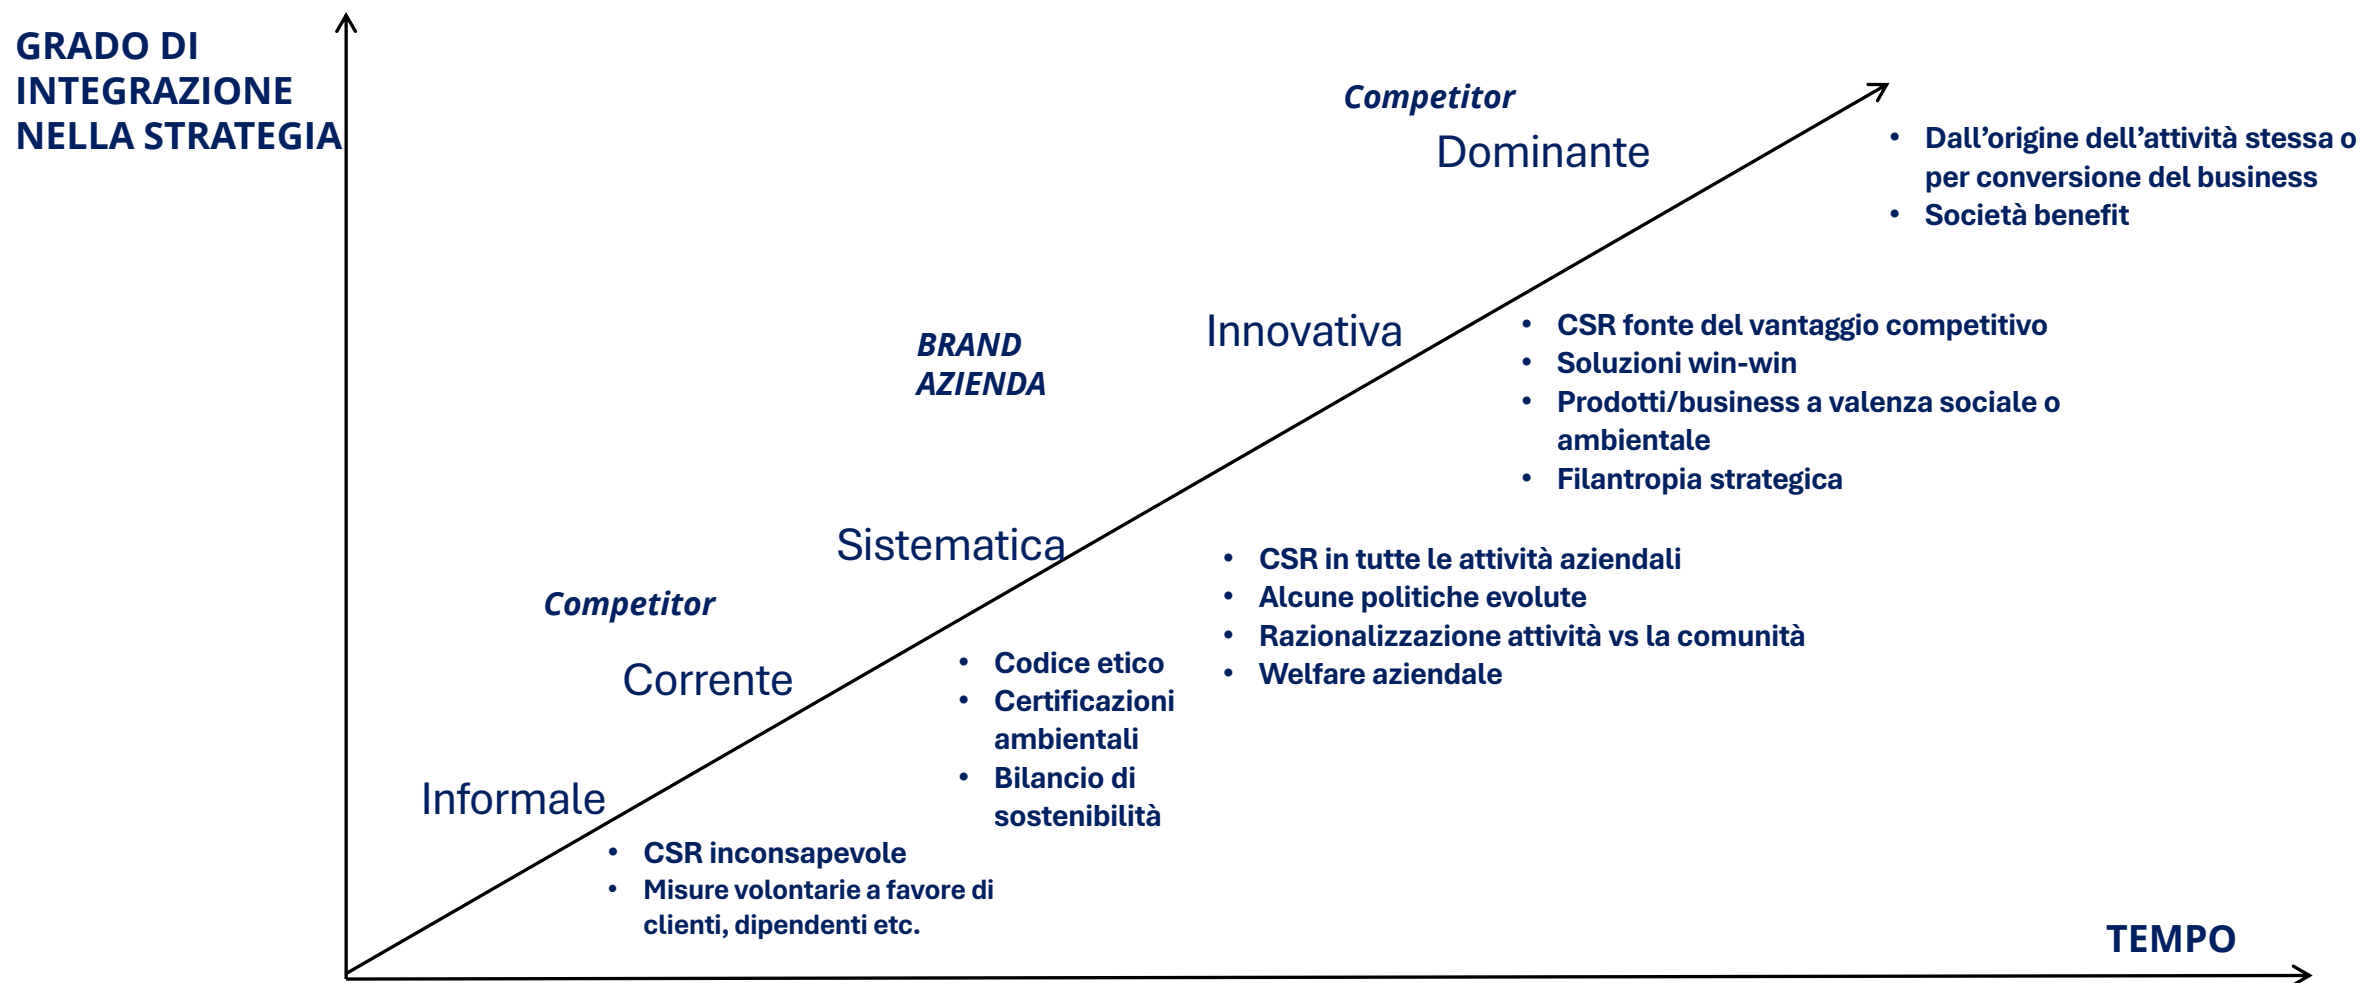 GRADO DI
INTEGRAZIONE
NELLA STRATEGIA
Competitor
Dominante
• Dall’origine dell’attività stessa o
per conversione del business
• Società benefit
BRAND
AZIENDA
Innovativa
• CSR fonte del vantaggio competitivo
• Soluzioni win-win
• Prodotti/business a valenza sociale o
ambientale
• Filantropia strategica
Sistematica
• CSR in tutte le attività aziendali
• Alcune politiche evolute
• Razionalizzazione attività vs la comunità
• Welfare aziendale
Competitor
Corrente
• Codice etico
• Certificazioni
ambientali
• Bilancio di
sostenibilità
Informale
• CSR inconsapevole
• Misure volontarie a favore di
clienti, dipendenti etc.
TEMPO